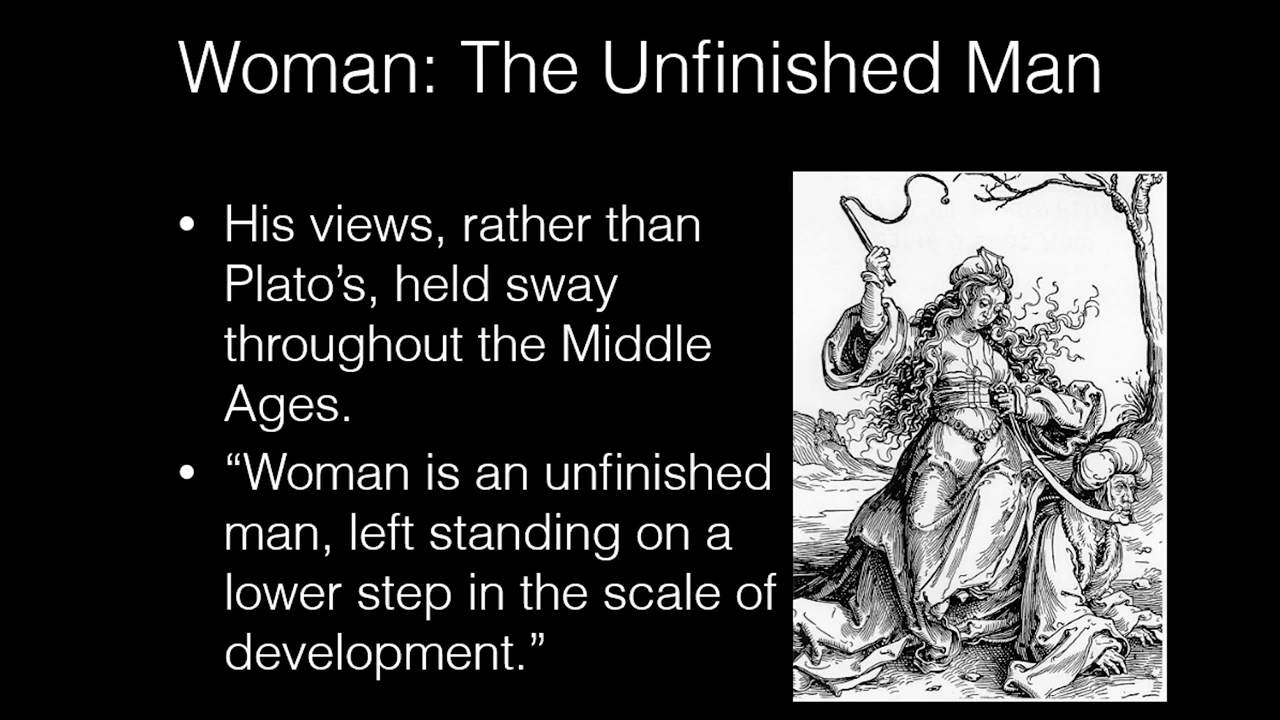 Woman: The Unfinished Man
• His views, rather than
Plato’s, held sway
throughout the Middle
Ages.
• “Woman is an unfinished
man, left standing on a
lower step in the scale of
development.”